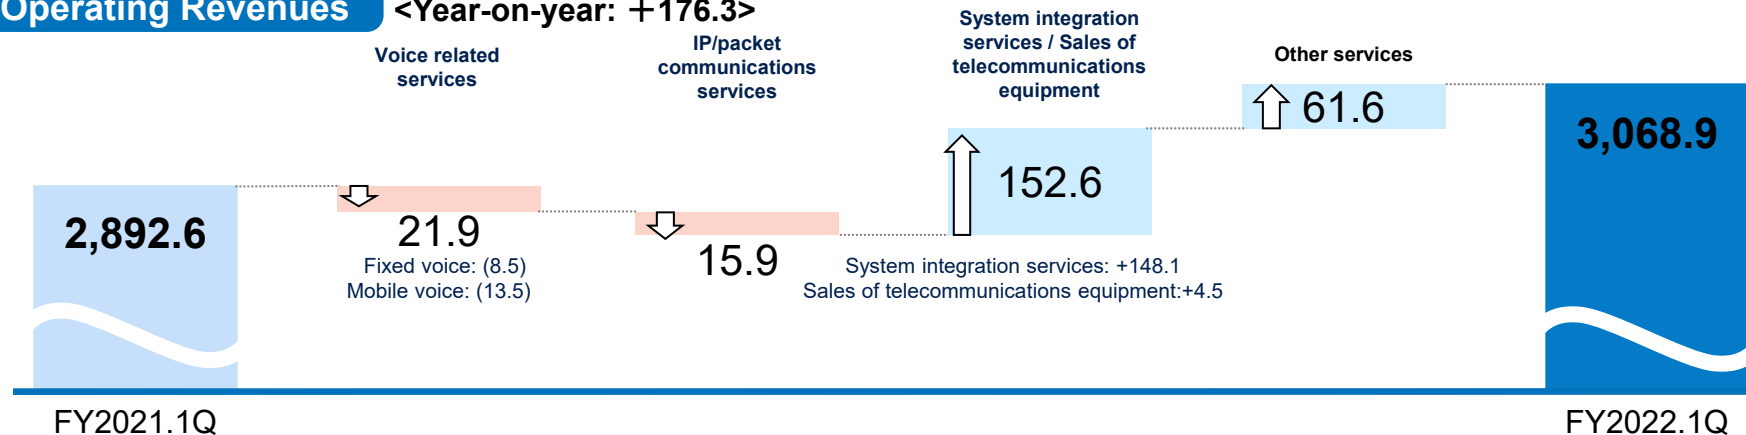 Operating Revenues
<Year-on-year: +176.3>
Voice related
services
IP/packet
communications
services
System integration
services / Sales of
telecommunications
equipment
Other services
2,892.6
21.9
Fixed voice: (8.5)
Mobile voice: (13.5)
15.9
152.6
System integration services: +148.1
Sales of telecommunications equipment:+4.5
61.6
3,068.9
FY2021.1Q
FY2022.1Q